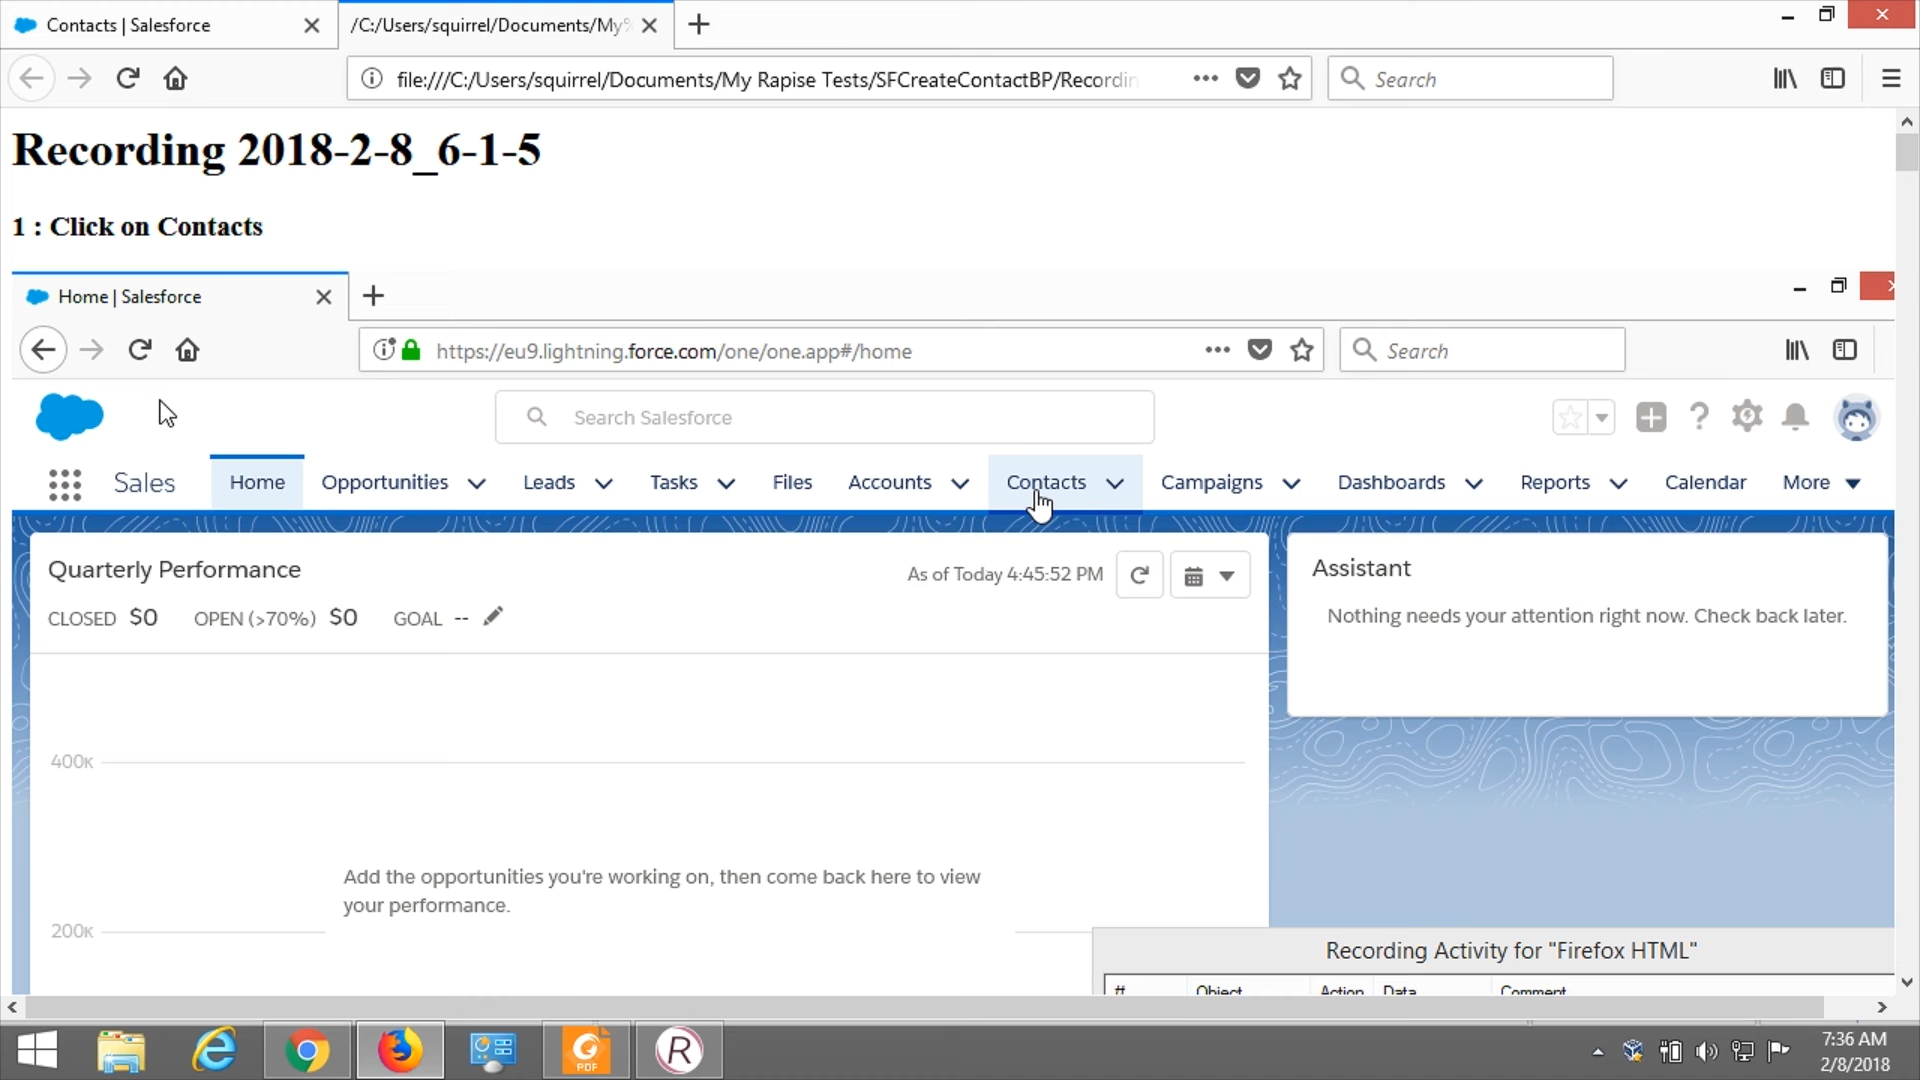 Contacts | Salesforce
/C:/Users/squirrel/Documents/My%
file:///C:/Users/squirrel/Documents/My Rapise Tests/SFCreateContactBP/Recordin
Search
Recording 2018-2-8_6-1-5
1 : Click on Contacts
Home | Salesforce
https://eu9.lightning.force.com/one/one.app#/home
Search
Search Salesforce
Sales
Home
Opportunities
Leads
Tasks
Files
Accounts
Contacts
Campaigns
Dashboards
Reports
Calendar
More
Quarterly Performance
As of Today 4:45:52 PM
CLOSED $0 OPEN (>70%) $0 GOAL --
Assistant
Nothing needs your attention right now. Check back later.
400K
Add the opportunities you're working on, then come back here to view
your performance.
200K
Recording Activity for "Firefox HTML"
# Object Action Data Comment
PDF
R
7:36 AM
2/8/2018